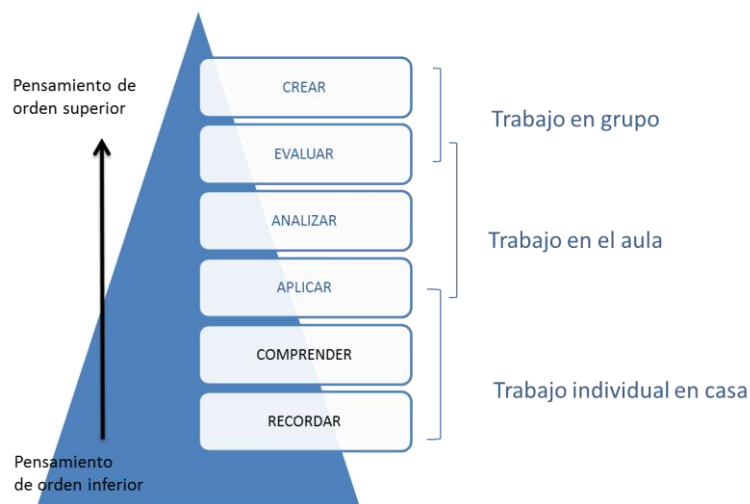 Pensamiento de
orden superior
CREAR
Trabajo en grupo
EVALUAR
ANALIZAR
Trabajo en el aula
APLICAR
COMPRENDER
Trabajo individual en casa
RECORDAR
Pensamiento
de orden inferior